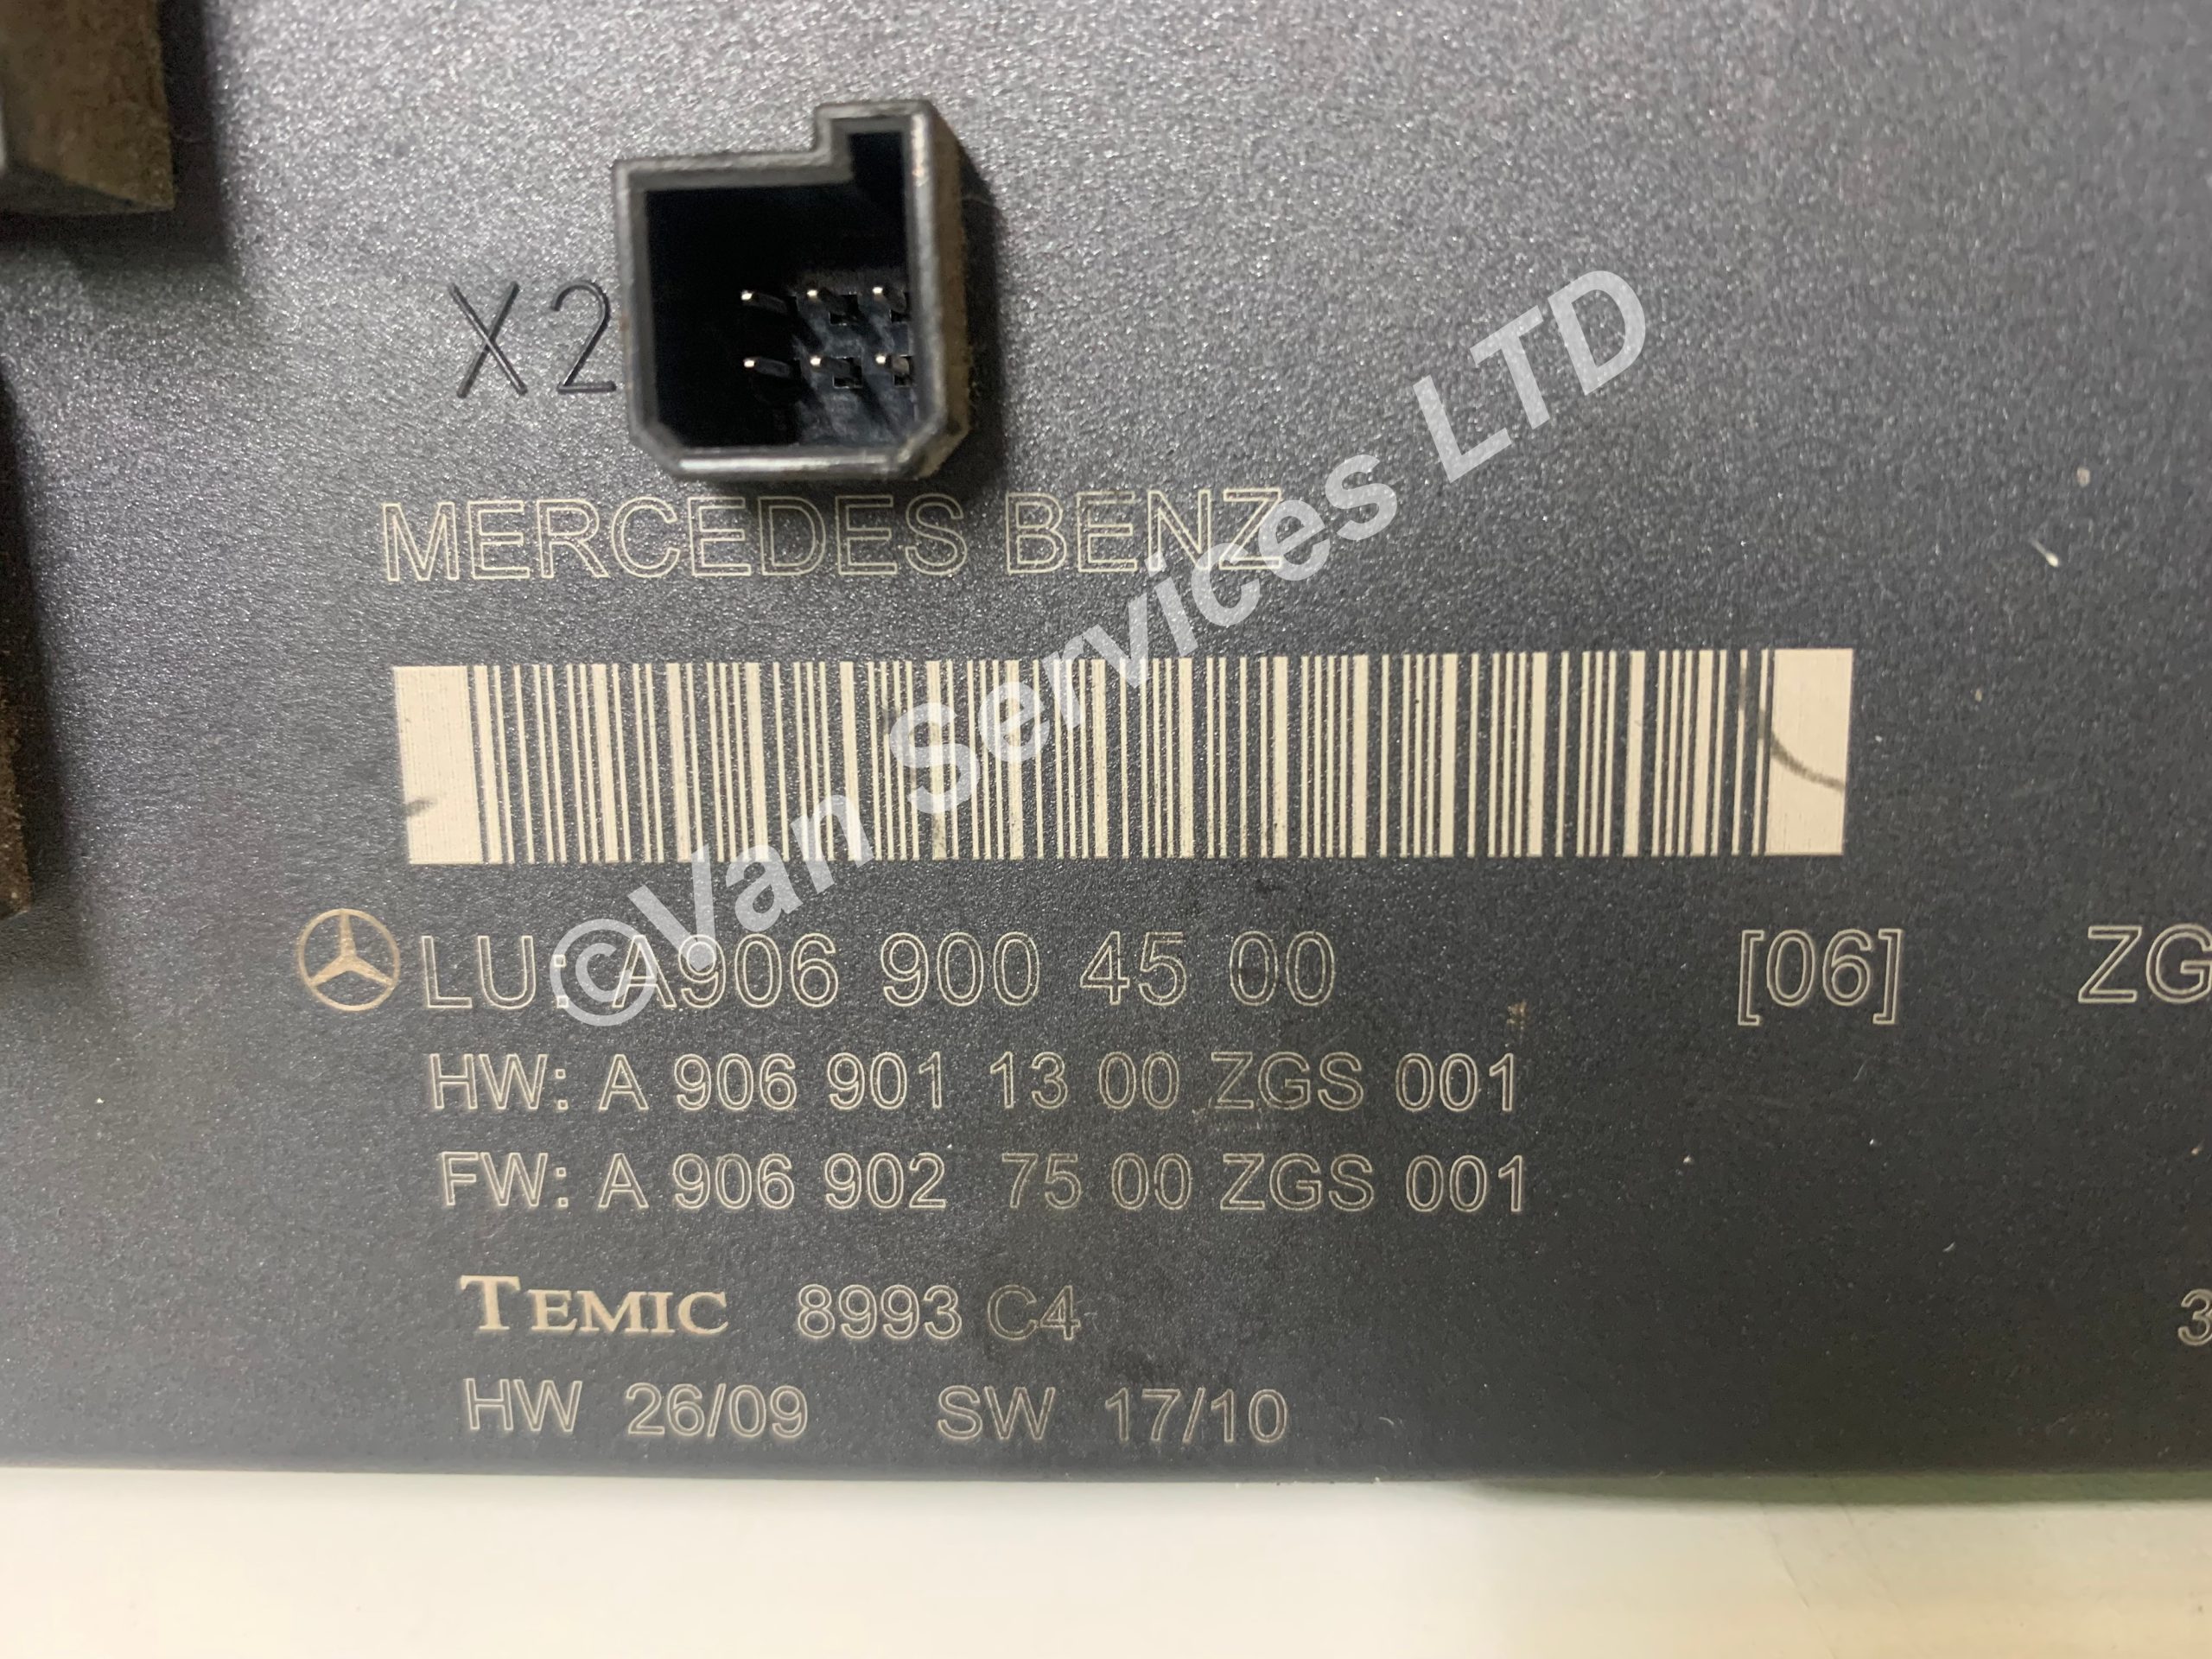 X2
MERCEDES BENZ
©Van Services LTD
LU: A906 900 45 00 [06] ZG
HW: A 906 901 13 00 ZGS 001
FW: A 906 902 75 00 ZGS 001
TEMIC 8993 C4 3
HW 26/09 SW 17/10